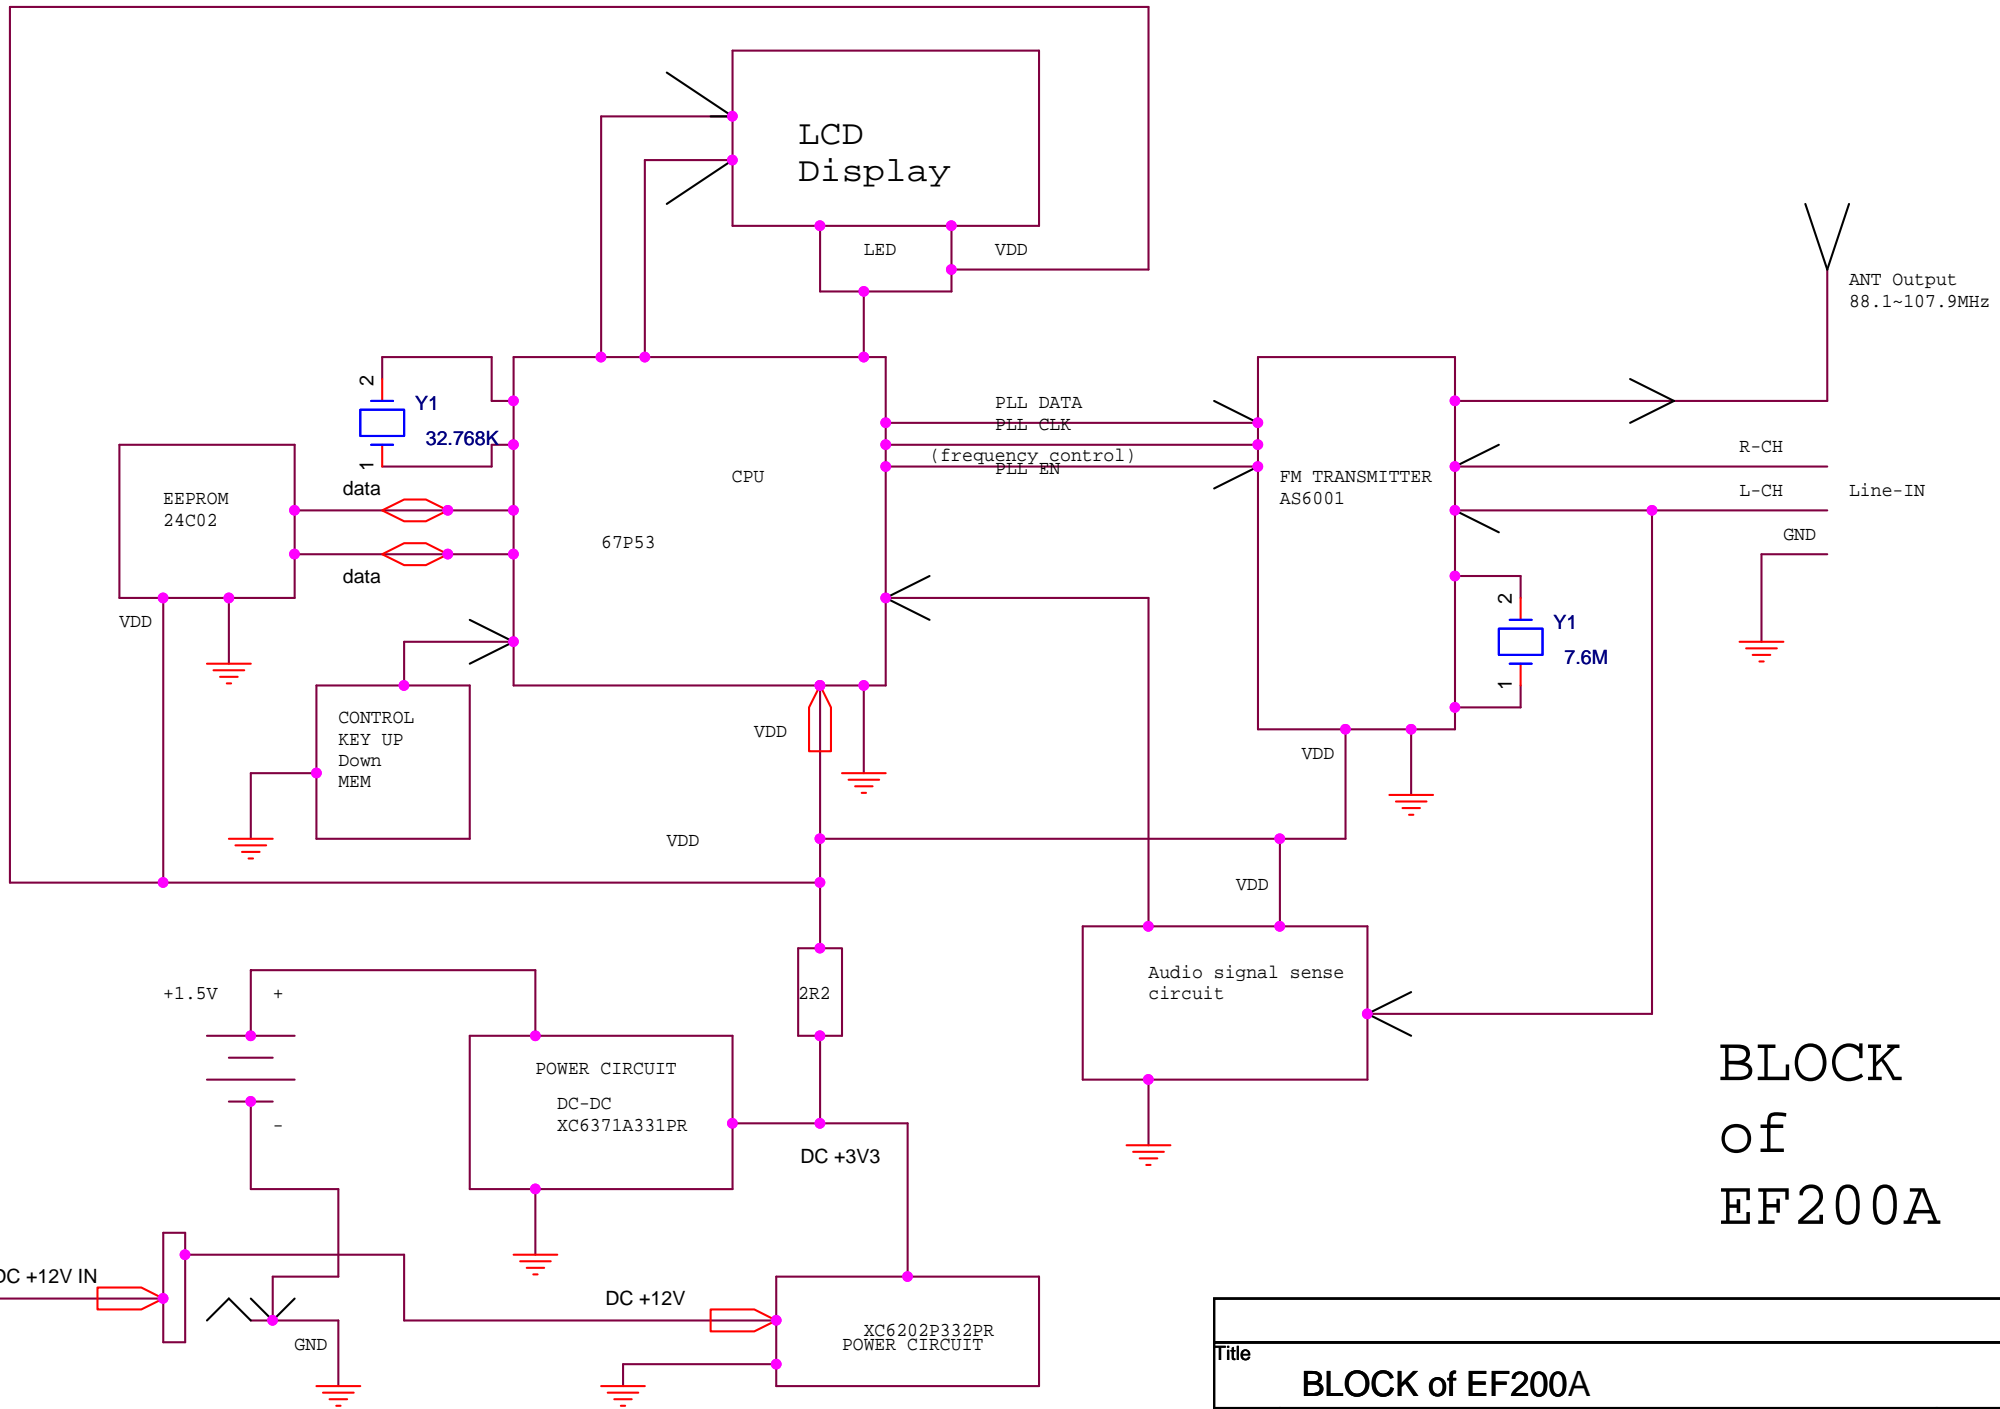 LCD
Display
LED
VDD
ANT Output
88.1~107.9MHz
2
Y1
32.768K
1
PLL DATA
PLL CLK
(frequency control)
PLL EN
R-CH
L-CH
Line-IN
GND
FM TRANSMITTER
AS6001
CPU
67P53
EEPROM
24C02
data
data
VDD
2
Y1
7.6M
1
CONTROL
KEY UP
Down
MEM
VDD
VDD
VDD
VDD
+1.5V
+
-
2R2
Audio signal sense
circuit
POWER CIRCUIT
DC-DC
XC6371A331PR
DC +3V3
BLOCK
of
EF200A
DC +12V IN
GND
DC +12V
XC6202P332PR
POWER CIRCUIT
Title
BLOCK of EF200A